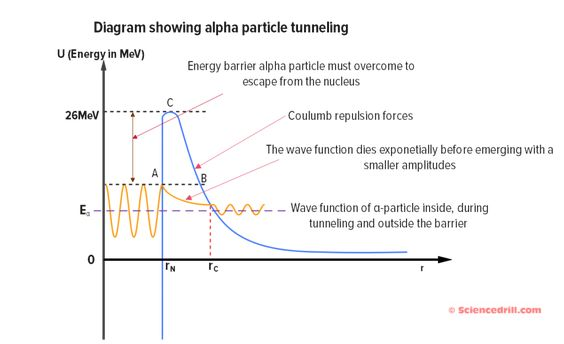 Diagram showing alpha particle tunneling
U (Energy in MeV)
Energy barrier alpha particle must overcome to
escape from the nucleus
C
26MeV
Coulumb repulsion forces
The wave function dies exponetially before emerging with a
smaller amplitudes
A
B
Eα
Wave function of α-particle inside, during
tunneling and outside the barrier
0
rN
rC
r
© Sciencedrill.com